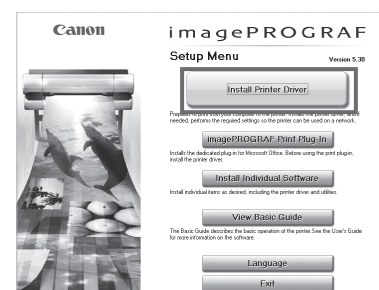 Canon
imagePROGRAF
Setup Menu
Version 5.30
Install Printer Driver
Prepares to print from your computer to the printer. Installs the printer driver, when
needed, performs the required settings so the printer can be used on a network.
imagePROGRAF Print Plug-In
Installs the dedicated plug-in for Microsoft Office. Before using the print plug-in,
install the printer driver.
Install Individual Software
Install individual items as desired, including the printer driver and utilities.
View Basic Guide
The Basic Guide describes the basic operation of the printer. See the User's Guide
for more information on the software.
Language
Exit